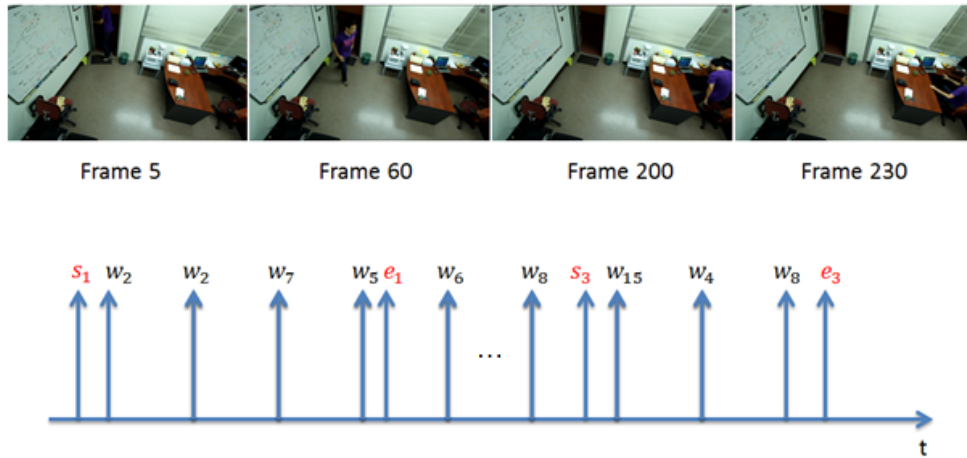 Frame 5 Frame 60 Frame 200 Frame 230
s₁ w₂ w₂ w₇ w₅ e₁ w₆ w₈ s₃ w₁₅ w₄ w₈ e₃
...
t